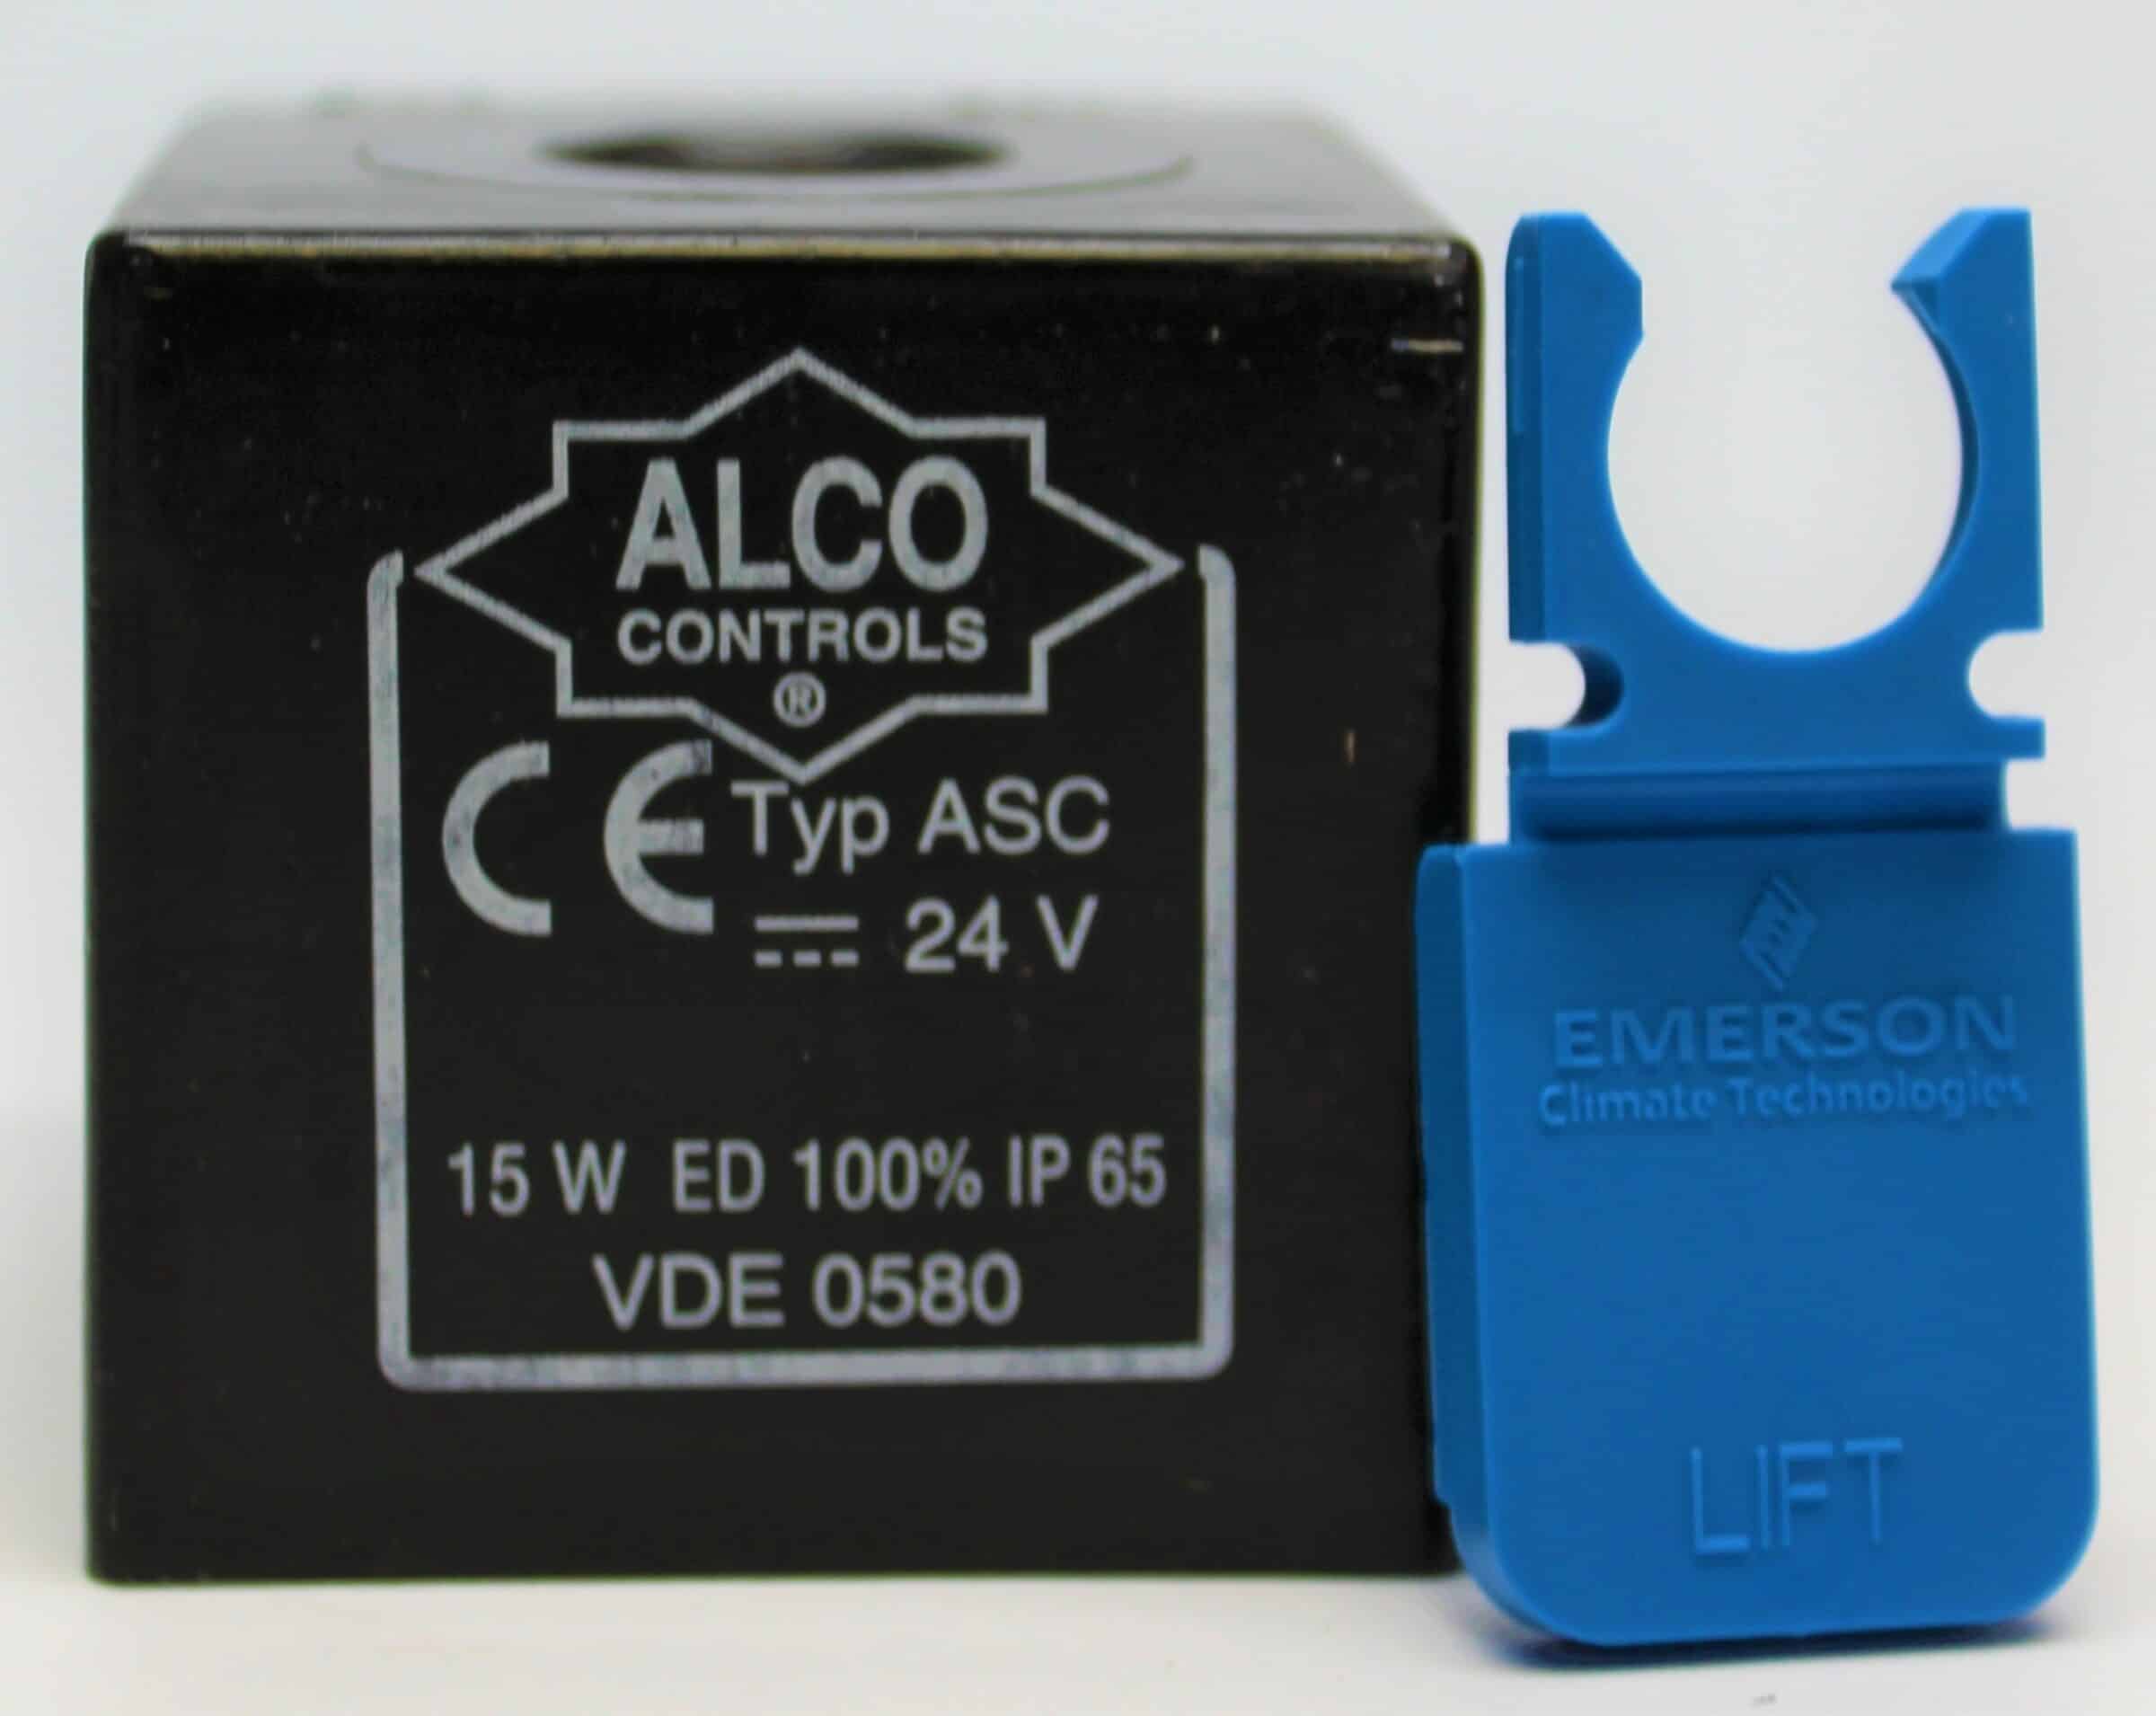 ALCO
CONTROLS
®
CE Typ ASC
⎓ 24 V
15 W ED 100% IP 65
VDE 0580
EMERSON
Climate Technologies
LIFT